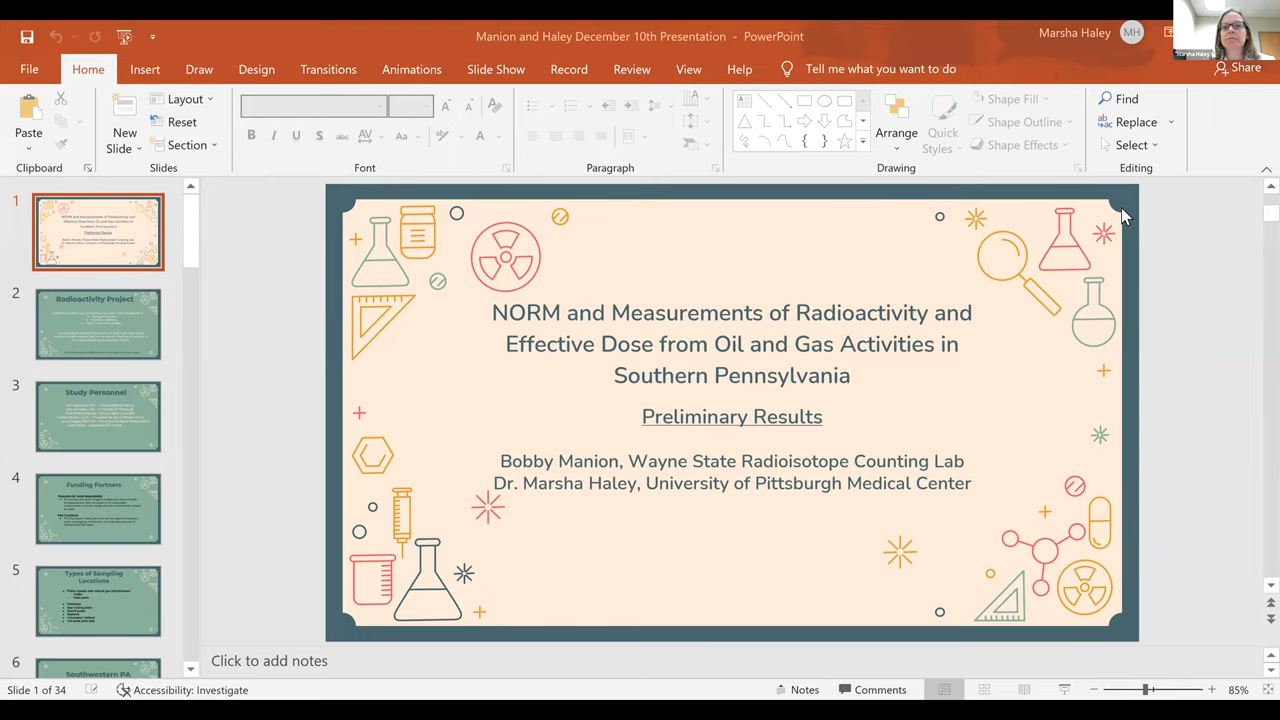 Manion and Haley December 10th Presentation - PowerPoint
Marsha Haley MH
Marsha Haley
File Home Insert Draw Design Transitions Animations Slide Show Record Review View Help Tell me what you want to do Share
Paste
New Slide
Layout
Reset
Section
B I U S abc AV Aa A
Arrange
Quick Styles
Shape Fill
Shape Outline
Shape Effects
Find
Replace
Select
Clipboard Slides Font Paragraph Drawing Editing
1
2
Radioactivity Project
3
Study Personnel
4
Funding Partners
5
Types of Sampling
Locations
6
Southwestern PA
NORM and Measurements of Radioactivity and
Effective Dose from Oil and Gas Activities in
Southern Pennsylvania
Preliminary Results
Bobby Manion, Wayne State Radioisotope Counting Lab
Dr. Marsha Haley, University of Pittsburgh Medical Center
Click to add notes
Slide 1 of 34 Accessibility: Investigate Notes Comments 85%